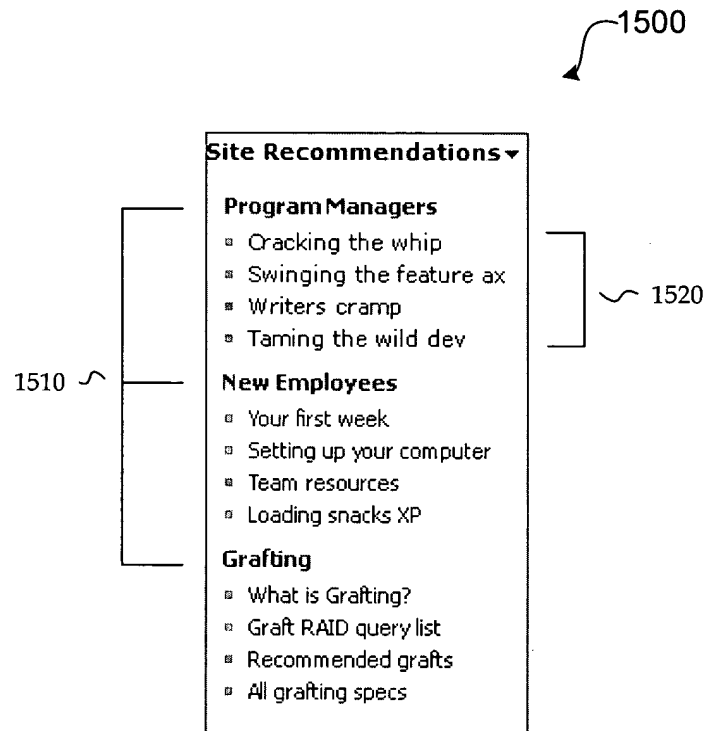 1500
Site Recommendations
Program Managers
Cracking the whip
Swinging the feature ax
Writers cramp
Taming the wild dev
1520
1510
New Employees
Your first week
Setting up your computer
Team resources
Loading snacks XP
Grafting
What is Grafting?
Graft RAID query list
Recommended grafts
All grafting specs